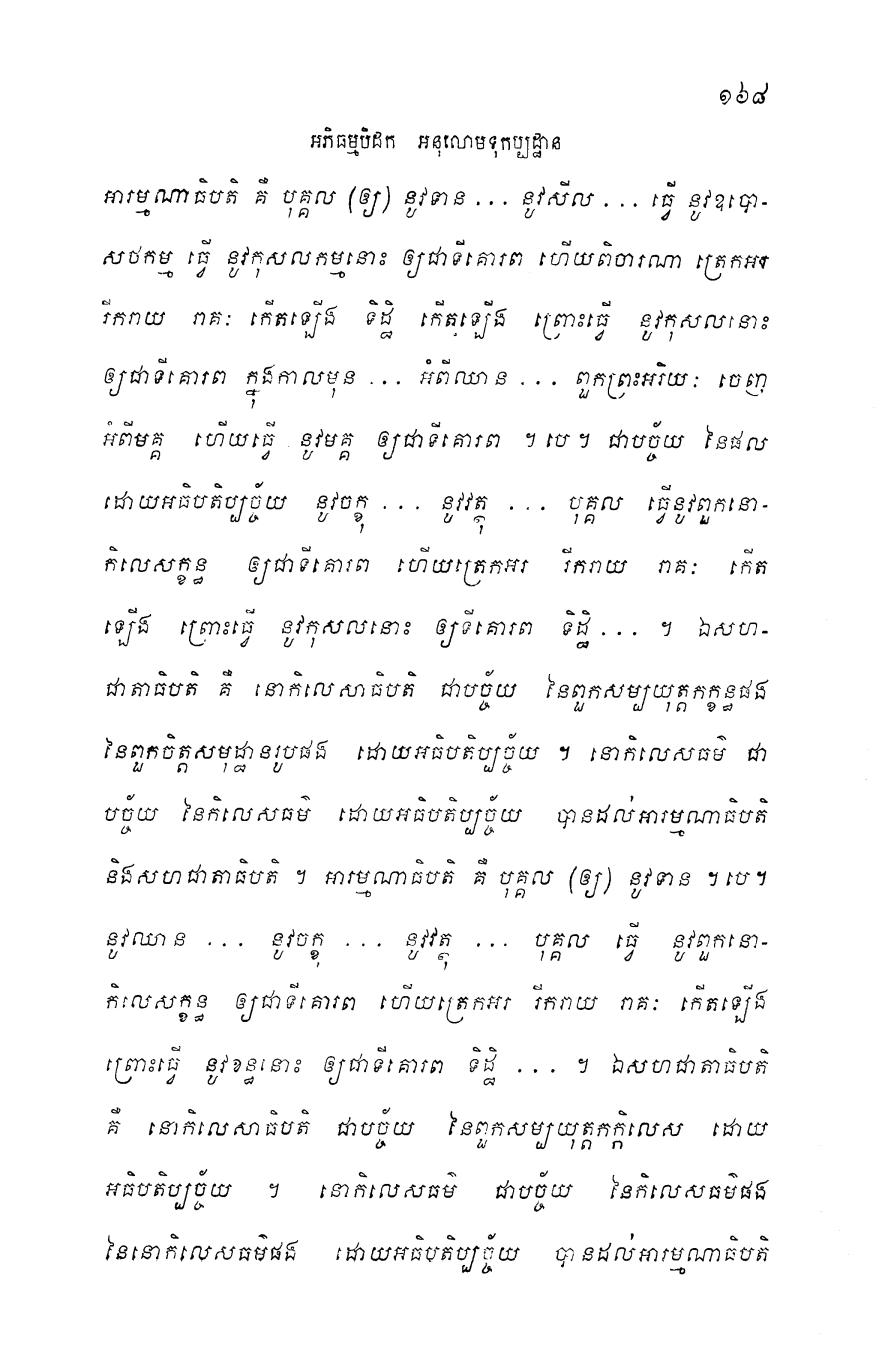 ១៦៨
អភិធម្មបិដក អនុលោមទុកប្បដ្ឋាន
អារម្មណាធិបតិ គឺ បុគ្គល (ឲ្យ) នូវទាន ... នូវសីល ... ធ្វើ នូវឧបោ-
សថកម្ម ធ្វើ នូវកុសលកម្មនោះ ឲ្យជាទីគោរព ហើយពិចារណា ត្រេកអរ
រីករាយ រាគៈ កើតឡើង ទិដ្ឋិ កើតឡើង ព្រោះធ្វើ នូវកុសលនោះ
ឲ្យជាទីគោរព ក្នុងកាលមុន ... អំពីឈាន ... ពួកព្រះអរិយៈ ចេញ
អំពីមគ្គ ហើយធ្វើ នូវមគ្គ ឲ្យជាទីគោរព ។ បេ ។ ជាបច្ច័យ នៃផល
ដោយអធិបតិប្បច្ច័យ នូវចក្ខុ ... នូវវត្ថុ ... បុគ្គល ធ្វើនូវពួកនោ-
កិលេសក្ខន្ធ ឲ្យជាទីគោរព ហើយត្រេកអរ រីករាយ រាគៈ កើត
ឡើង ព្រោះធ្វើ នូវកុសលនោះ ឲ្យទីគោរព ទិដ្ឋិ ... ។ ឯសហ-
ជាតាធិបតិ គឺ នោកិលេសាធិបតិ ជាបច្ច័យ នៃពួកសម្បយុត្តកក្ខន្ធផង
នៃពួកចិត្តសមុដ្ឋានរូបផង ដោយអធិបតិប្បច្ច័យ ។ នោកិលេសធម៌ ជា
បច្ច័យ នៃកិលេសធម៌ ដោយអធិបតិប្បច្ច័យ បានដល់អារម្មណាធិបតិ
និងសហជាតាធិបតិ ។ អារម្មណាធិបតិ គឺ បុគ្គល (ឲ្យ) នូវទាន ។ បេ ។
នូវឈាន ... នូវចក្ខុ ... នូវវត្ថុ ... បុគ្គល ធ្វើ នូវពួកនោ-
កិលេសក្ខន្ធ ឲ្យជាទីគោរព ហើយត្រេកអរ រីករាយ រាគៈ កើតឡើង
ព្រោះធ្វើ នូវខន្ធនោះ ឲ្យជាទីគោរព ទិដ្ឋិ ... ។ ឯសហជាតាធិបតិ
គឺ នោកិលេសាធិបតិ ជាបច្ច័យ នៃពួកសម្បយុត្តកក្កិលេស ដោយ
អធិបតិប្បច្ច័យ ។ នោកិលេសធម៌ ជាបច្ច័យ នៃកិលេសធម៌ផង
នៃនោកិលេសធម៌ផង ដោយអធិបតិប្បច្ច័យ បានដល់អារម្មណាធិបតិ